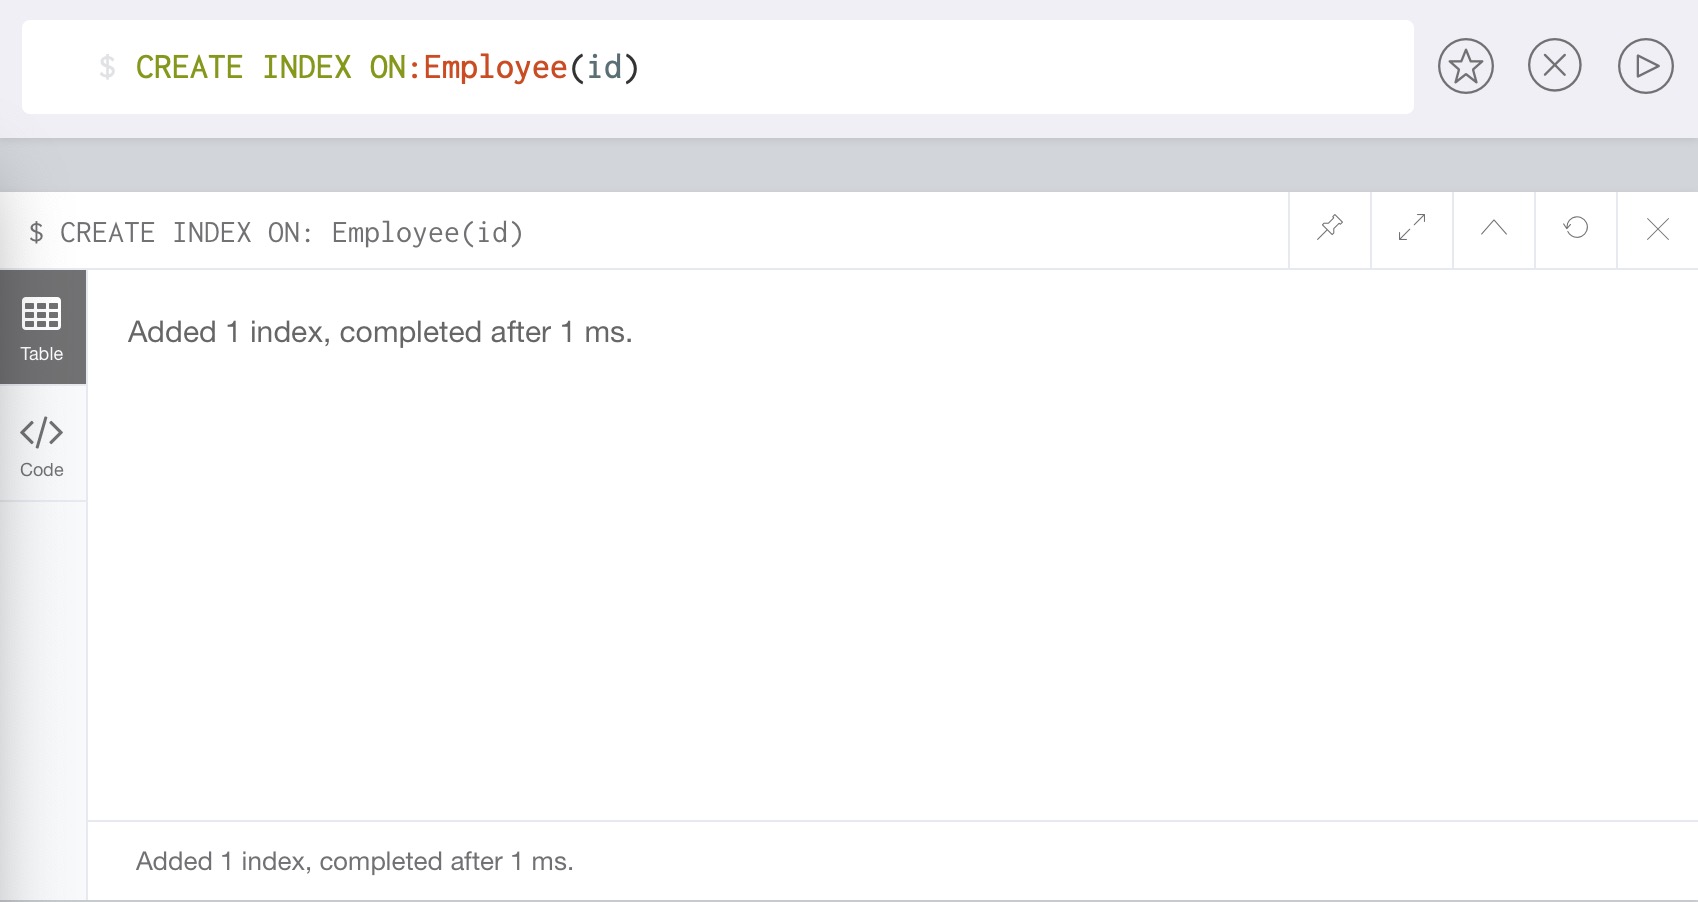 $ CREATE INDEX ON:Employee(id)
$ CREATE INDEX ON: Employee(id)
Table
Added 1 index, completed after 1 ms.
Code
Added 1 index, completed after 1 ms.